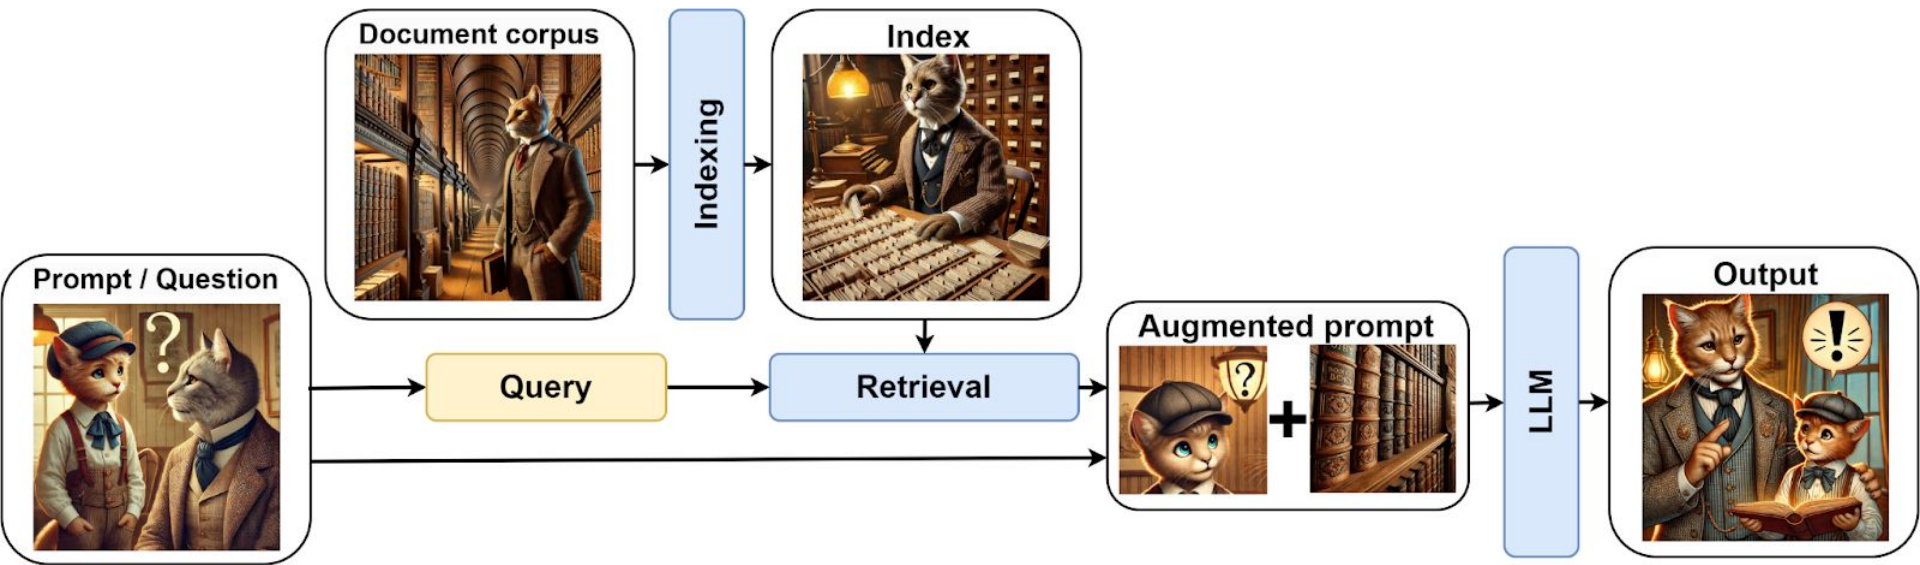 Document corpus
Indexing
Index
Prompt / Question
?
Query
Retrieval
Augmented prompt
?
+
LLM
Output
!